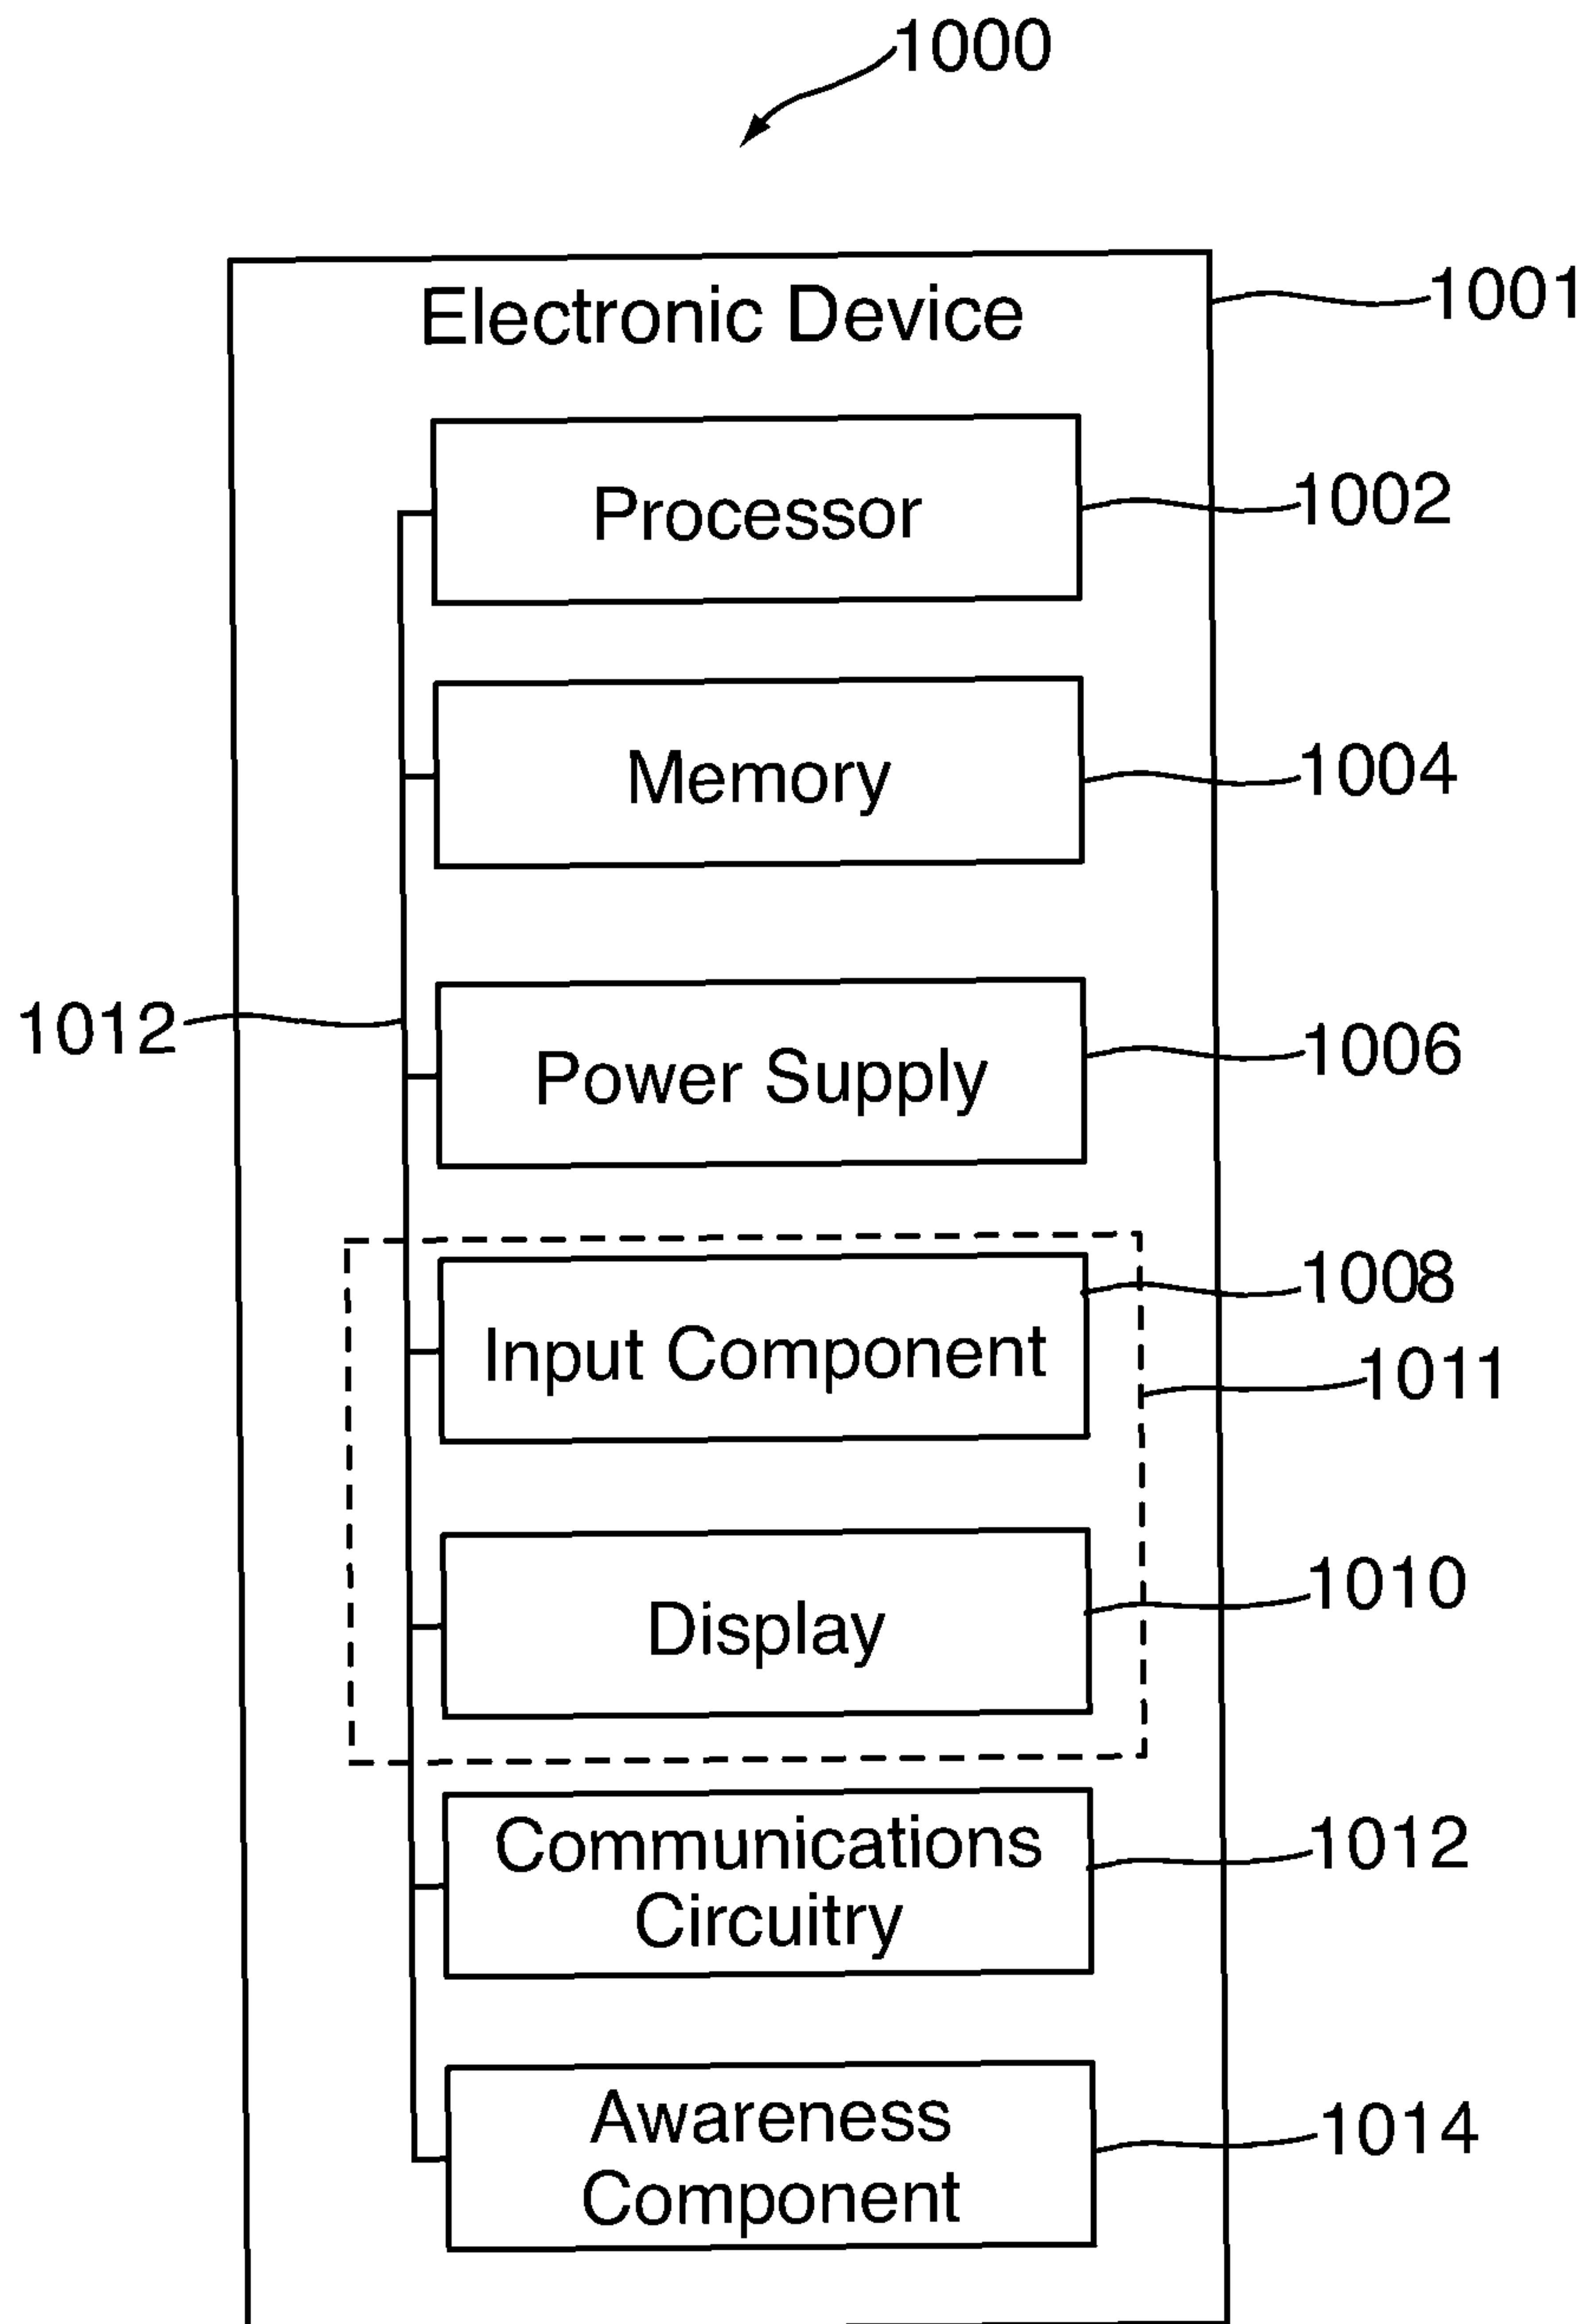 1000
Electronic Device
1001
Processor
1002
Memory
1004
1012
Power Supply
1006
Input Component
1008
1011
Display
1010
Communications
Circuitry
1012
Awareness
Component
1014